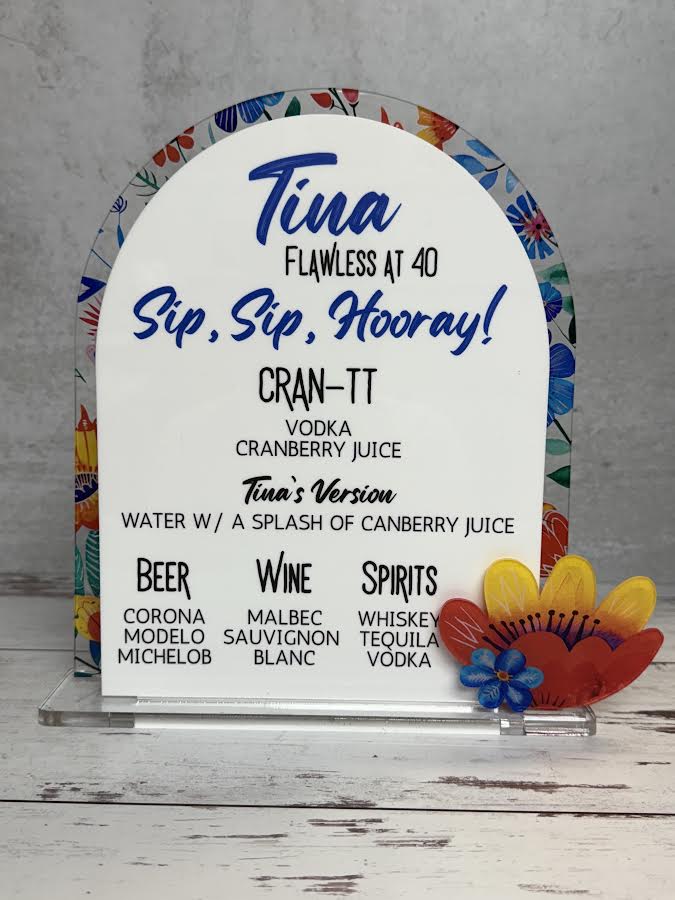 Tina
FLAWLESS AT 40
Sip, Sip, Hooray!
CRAN-TT
VODKA
CRANBERRY JUICE
Tina's Version
WATER W/ A SPLASH OF CANBERRY JUICE
BEER WINE SPIRITS
CORONA MALBEC WHISKEY
MODELO SAUVIGNON TEQUILA
MICHELOB BLANC VODKA